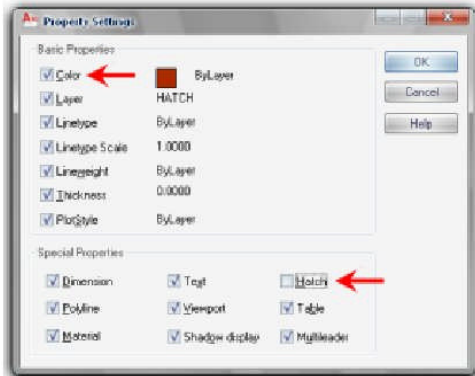 Property Settings
Basic Properties
Color ByLayer
Layer HATCH
Linetype ByLayer
Linetype Scale 1.0000
Lineweight ByLayer
Thickness 0.0000
PlotStyle ByLayer
OK
Cancel
Help
Special Properties
Dimension Text Hatch
Polyline Viewport Table
Material Shadow display Multileader